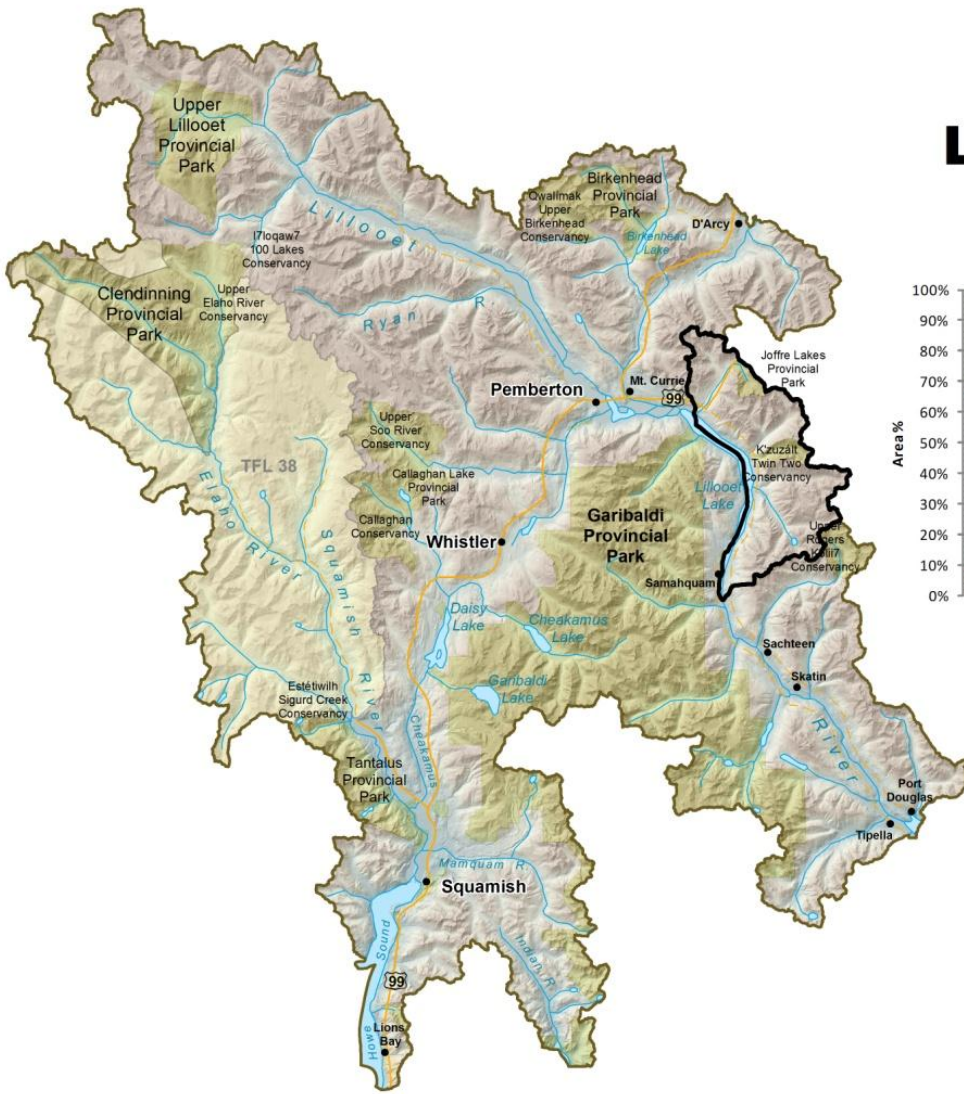 L
Upper
Lillooet
Provincial
Park
Birkenhead
Provincial
Park
Qwalimak
Upper
Birkenhead
Conservancy
Birkenhead
Lake
D'Arcy
Lillooet
I7loqaw7
100 Lakes
Conservancy
Clendinning
Provincial
Park
Upper
Elaho River
Conservancy
Ryan R.
100%
90%
80%
70%
60%
50%
40%
30%
20%
10%
0%
Area %
Joffre Lakes
Provincial
Park
Mt. Currie
99
Pemberton
Upper
Soo River
Conservancy
K'zuzált
Twin Two
Conservancy
TFL 38
Callaghan Lake
Provincial
Park
Lillooet
Lake
Elaho River
Squamish River
Callaghan
Conservancy
Garibaldi
Provincial
Park
Whistler
Upper
Rogers
Kólii7
Conservancy
Samahquam
Daisy
Lake
Cheakamus
Lake
Sachteen
Garibaldi
Lake
Skatin
Estétiwilh
Sigurd Creek
Conservancy
River
Cheakamus
Tantalus
Provincial
Park
Port
Douglas
Tipella
Mamquam R.
Squamish
Indian R.
Howe Sound
99
Lions
Bay